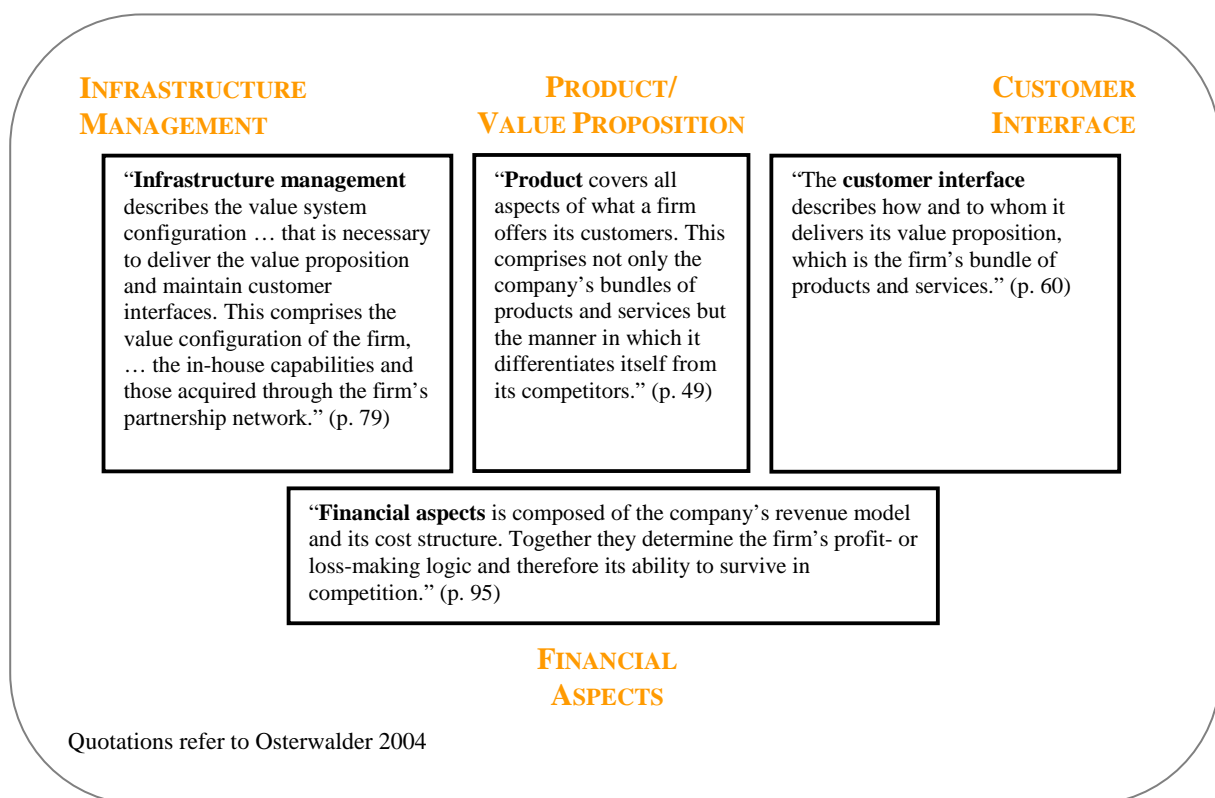 INFRASTRUCTURE
MANAGEMENT
PRODUCT/
VALUE PROPOSITION
CUSTOMER
INTERFACE
“Infrastructure management
describes the value system
configuration … that is necessary
to deliver the value proposition
and maintain customer
interfaces. This comprises the
value configuration of the firm,
… the in-house capabilities and
those acquired through the firm’s
partnership network.” (p. 79)
“Product covers all
aspects of what a firm
offers its customers. This
comprises not only the
company’s bundles of
products and services but
the manner in which it
differentiates itself from
its competitors.” (p. 49)
“The customer interface
describes how and to whom it
delivers its value proposition,
which is the firm’s bundle of
products and services.” (p. 60)
“Financial aspects is composed of the company’s revenue model
and its cost structure. Together they determine the firm’s profit- or
loss-making logic and therefore its ability to survive in
competition.” (p. 95)
FINANCIAL
ASPECTS
Quotations refer to Osterwalder 2004